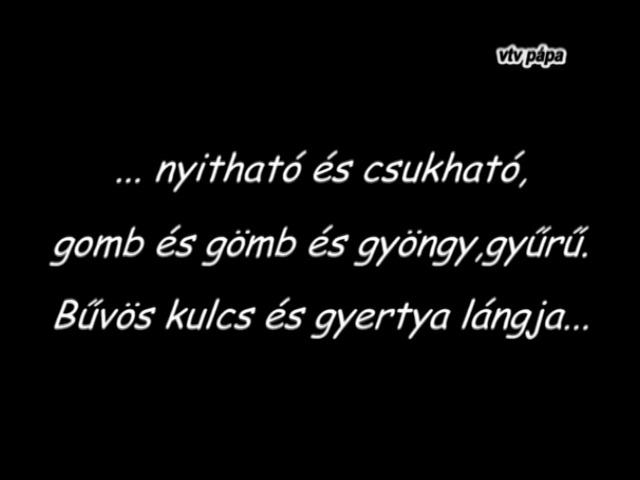 vtv pápa
... nyitható és csukható,
gomb és gömb és gyöngy,gyűrű.
Bűvös kulcs és gyertya lángja...